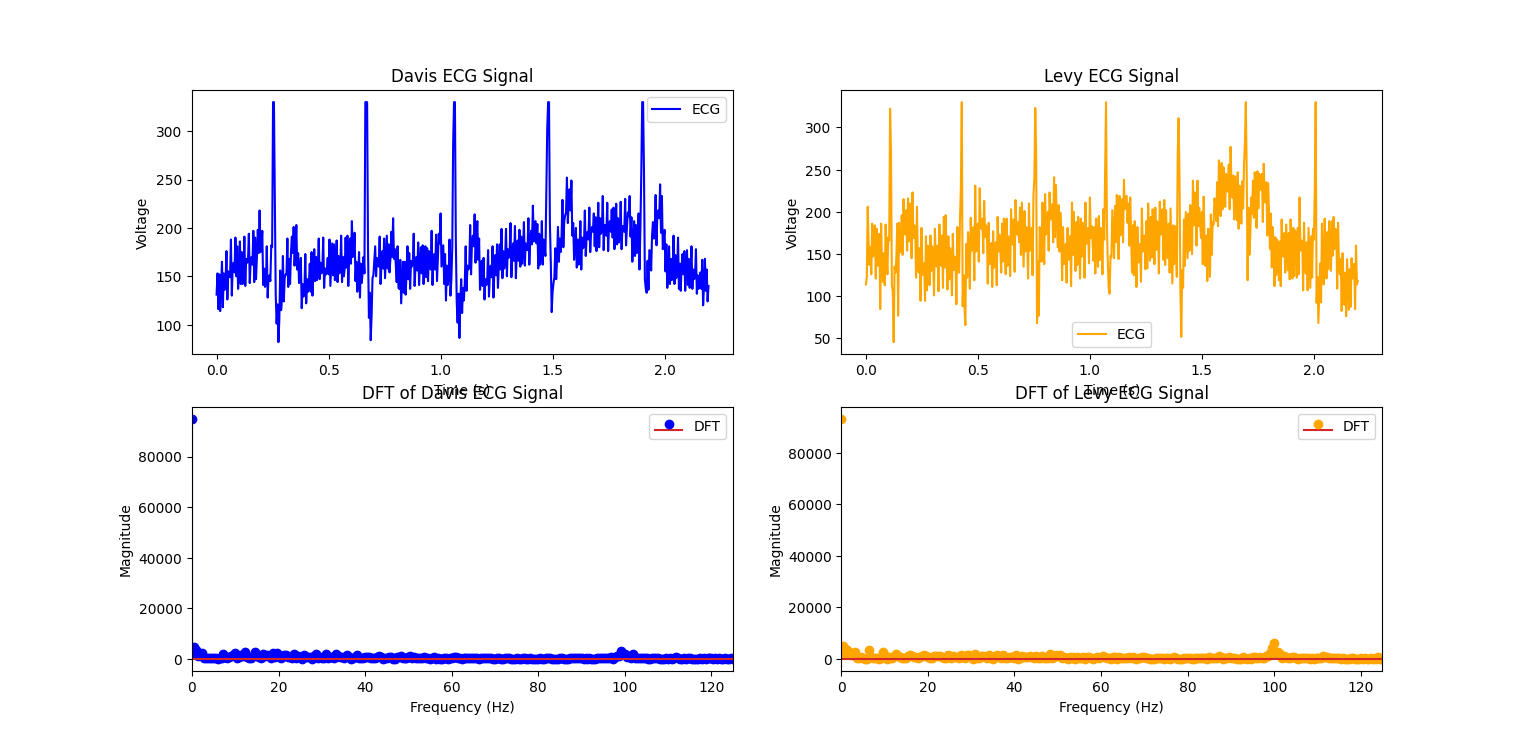 Davis ECG Signal
Voltage
300
250
200
150
100
0.0 0.5 1.0 1.5 2.0
Time (s)
ECG
Levy ECG Signal
Voltage
300
250
200
150
100
50
0.0 0.5 1.0 1.5 2.0
Time (s)
ECG
DFT of Davis ECG Signal
Magnitude
80000
60000
40000
20000
0
0 20 40 60 80 100 120
Frequency (Hz)
DFT
DFT of Levy ECG Signal
Magnitude
80000
60000
40000
20000
0
0 20 40 60 80 100 120
Frequency (Hz)
DFT